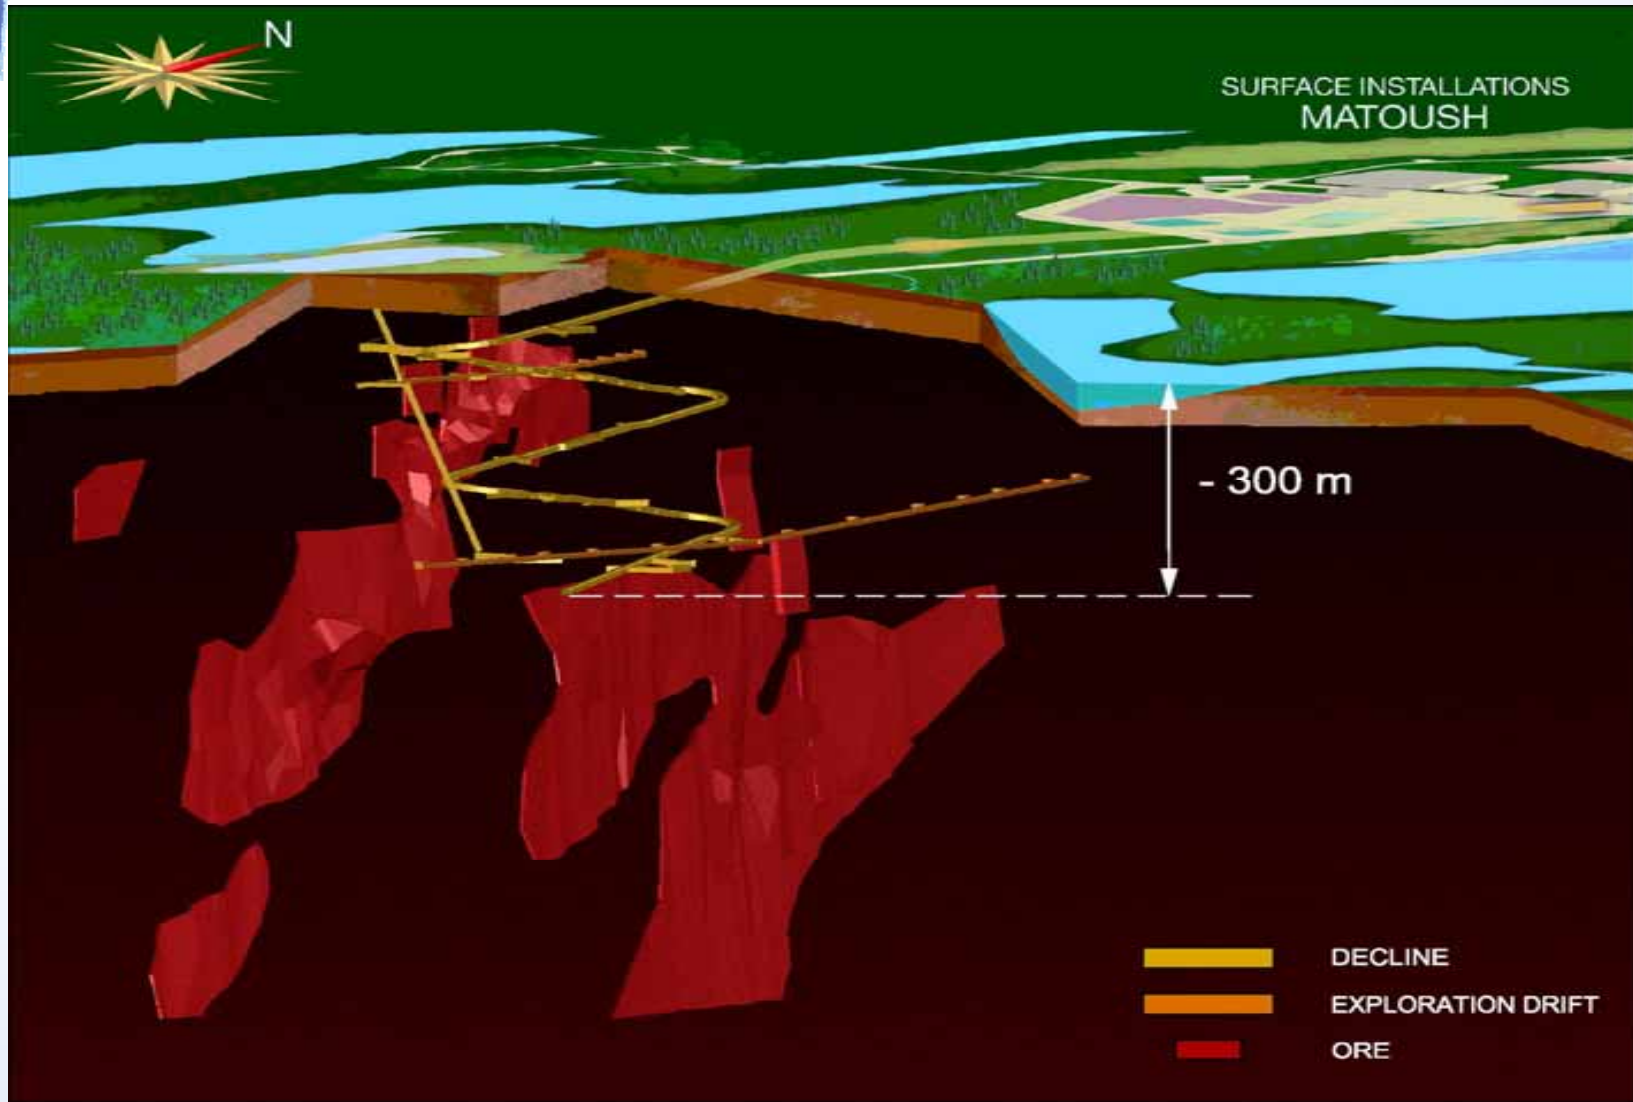 N
SURFACE INSTALLATIONS
MATOUSH
- 300 m
DECLINE
EXPLORATION DRIFT
ORE